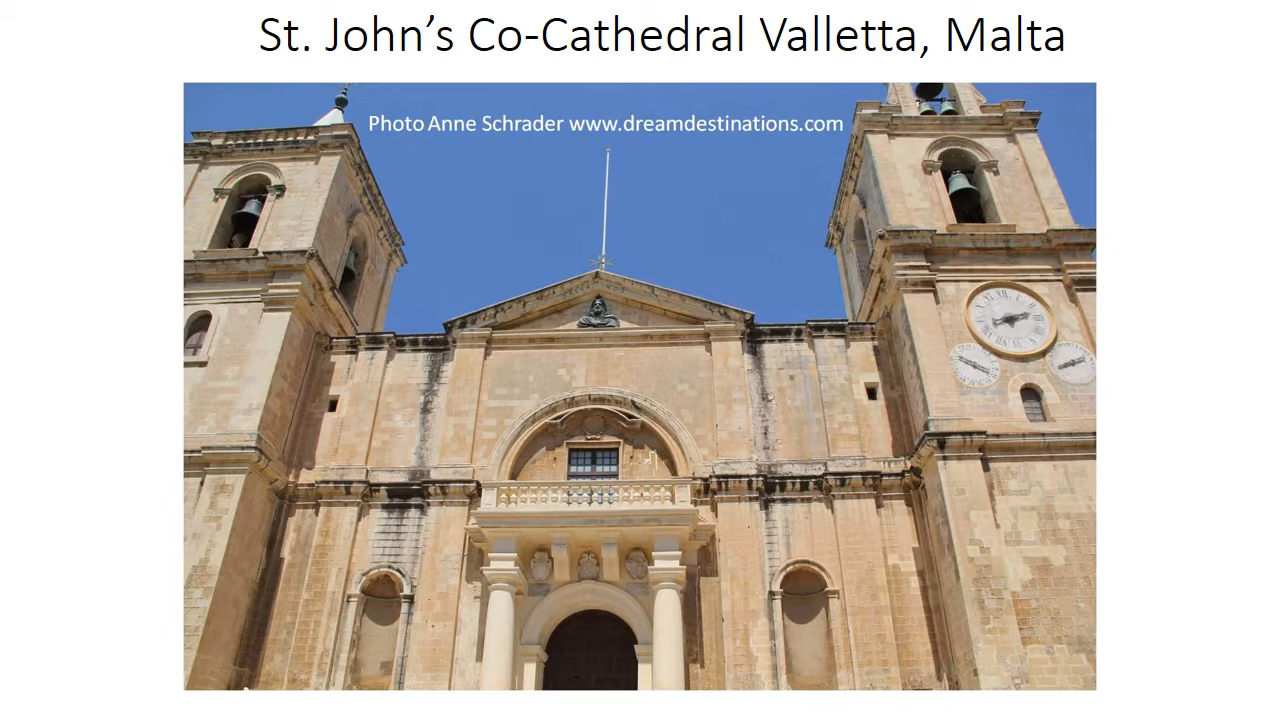 St. John’s Co-Cathedral Valletta, Malta
Photo Anne Schrader www.dreamdestinations.com